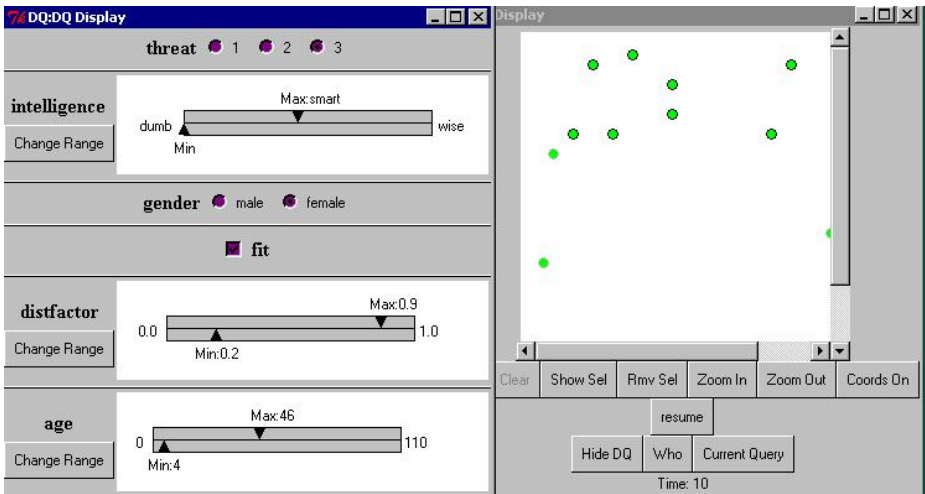 7% DQ:DQ Display
threat 1 2 3
intelligence
Change Range
Max:smart
dumb wise
Min
gender male female
fit
distfactor
Change Range
Max:0.9
0.0 1.0
Min:0.2
age
Change Range
Max:46
0 110
Min:4
Display
Clear Show Sel Rmv Sel Zoom In Zoom Out Coords On
resume
Hide DQ Who Current Query
Time: 10